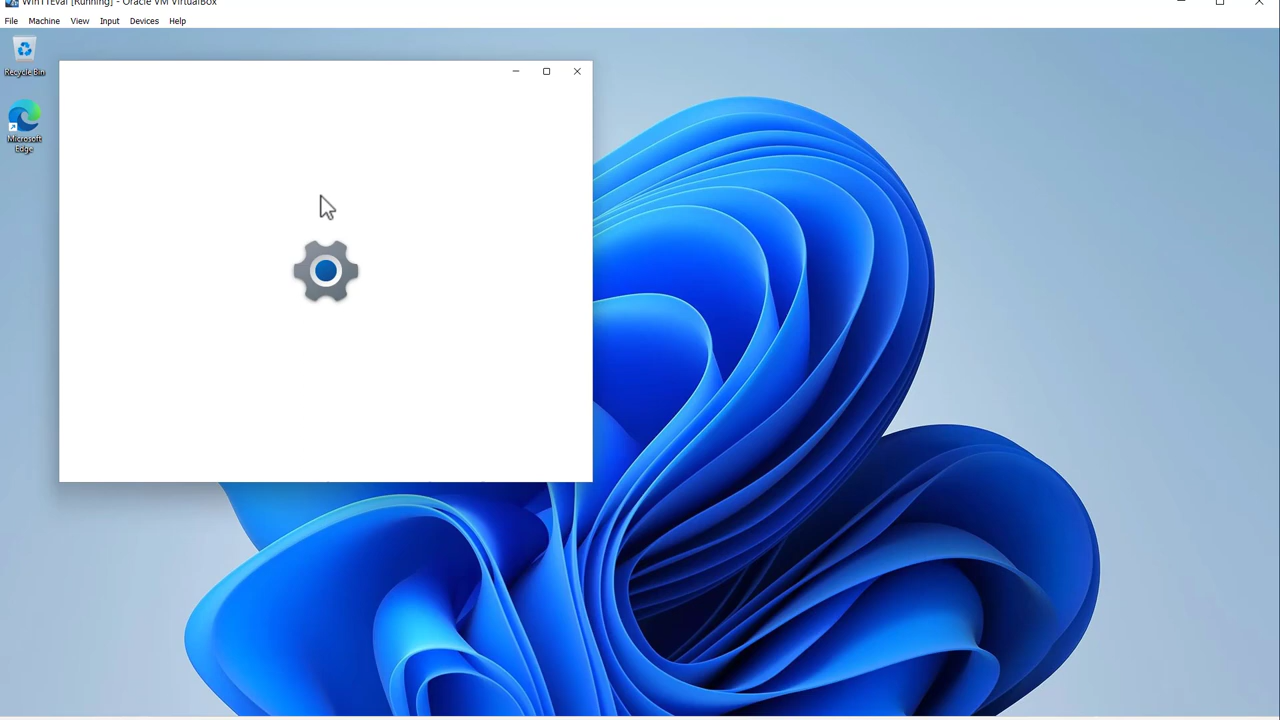 Win11Eval [Running] - Oracle VM VirtualBox
File Machine View Input Devices Help
Recycle Bin
Microsoft
Edge